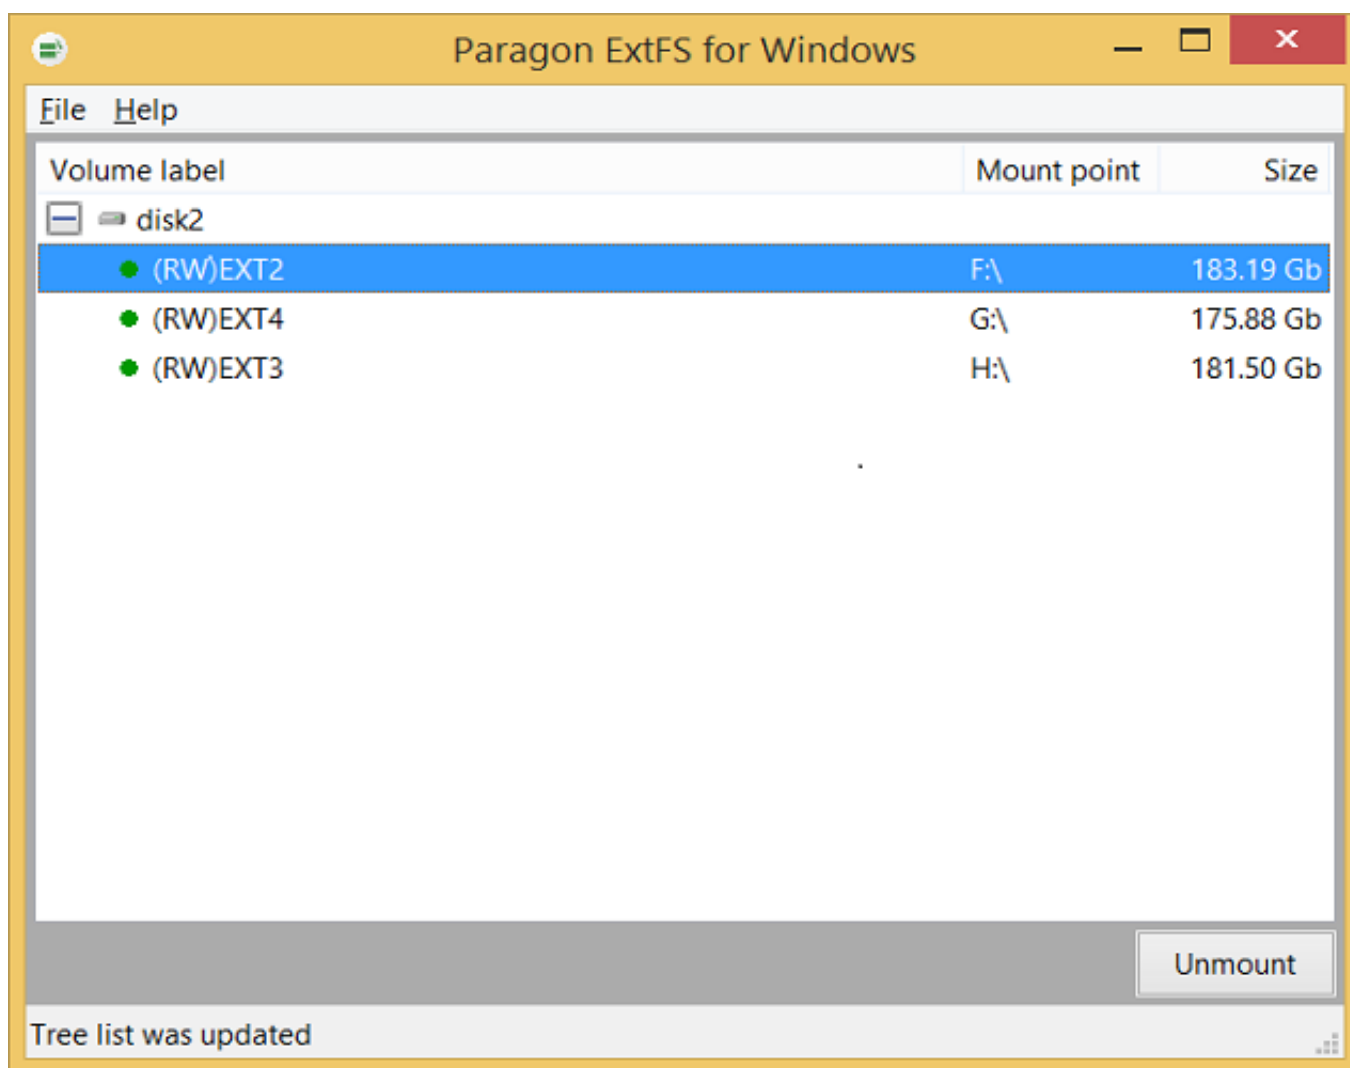 Paragon ExtFS for Windows
File Help
Volume label Mount point Size
disk2
(RW)EXT2 F:\ 183.19 Gb
(RW)EXT4 G:\ 175.88 Gb
(RW)EXT3 H:\ 181.50 Gb
Unmount
Tree list was updated